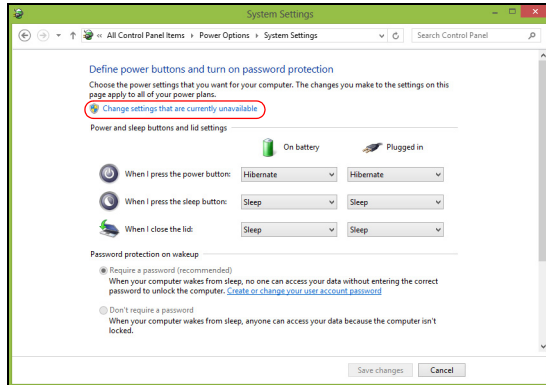 System Settings
« All Control Panel Items › Power Options › System Settings
Search Control Panel
Define power buttons and turn on password protection
Choose the power settings that you want for your computer. The changes you make to the settings on this
page apply to all of your power plans.
Change settings that are currently unavailable
Power and sleep buttons and lid settings
On battery Plugged in
When I press the power button: Hibernate Hibernate
When I press the sleep button: Sleep Sleep
When I close the lid: Sleep Sleep
Password protection on wakeup
Require a password (recommended)
When your computer wakes from sleep, no one can access your data without entering the correct
password to unlock the computer. Create or change your user account password
Don't require a password
When your computer wakes from sleep, anyone can access your data because the computer isn't
locked.
Save changes Cancel